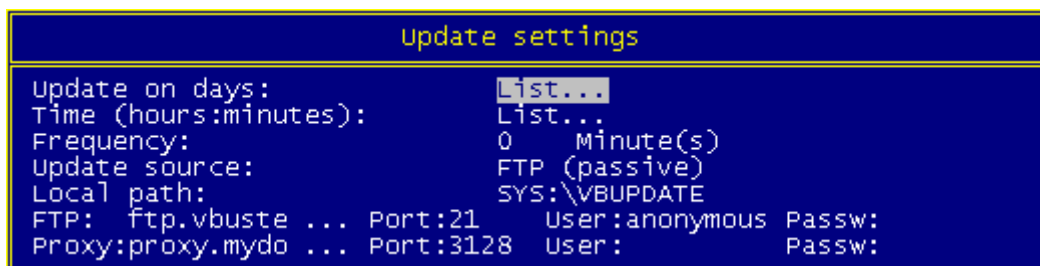 Update settings
Update on days: List...
Time (hours:minutes): List...
Frequency: 0 Minute(s)
Update source: FTP (passive)
Local path: SYS:\VBUPDATE
FTP: ftp.vbuste ... Port:21 User:anonymous Passw:
Proxy:proxy.mydo ... Port:3128 User: Passw: